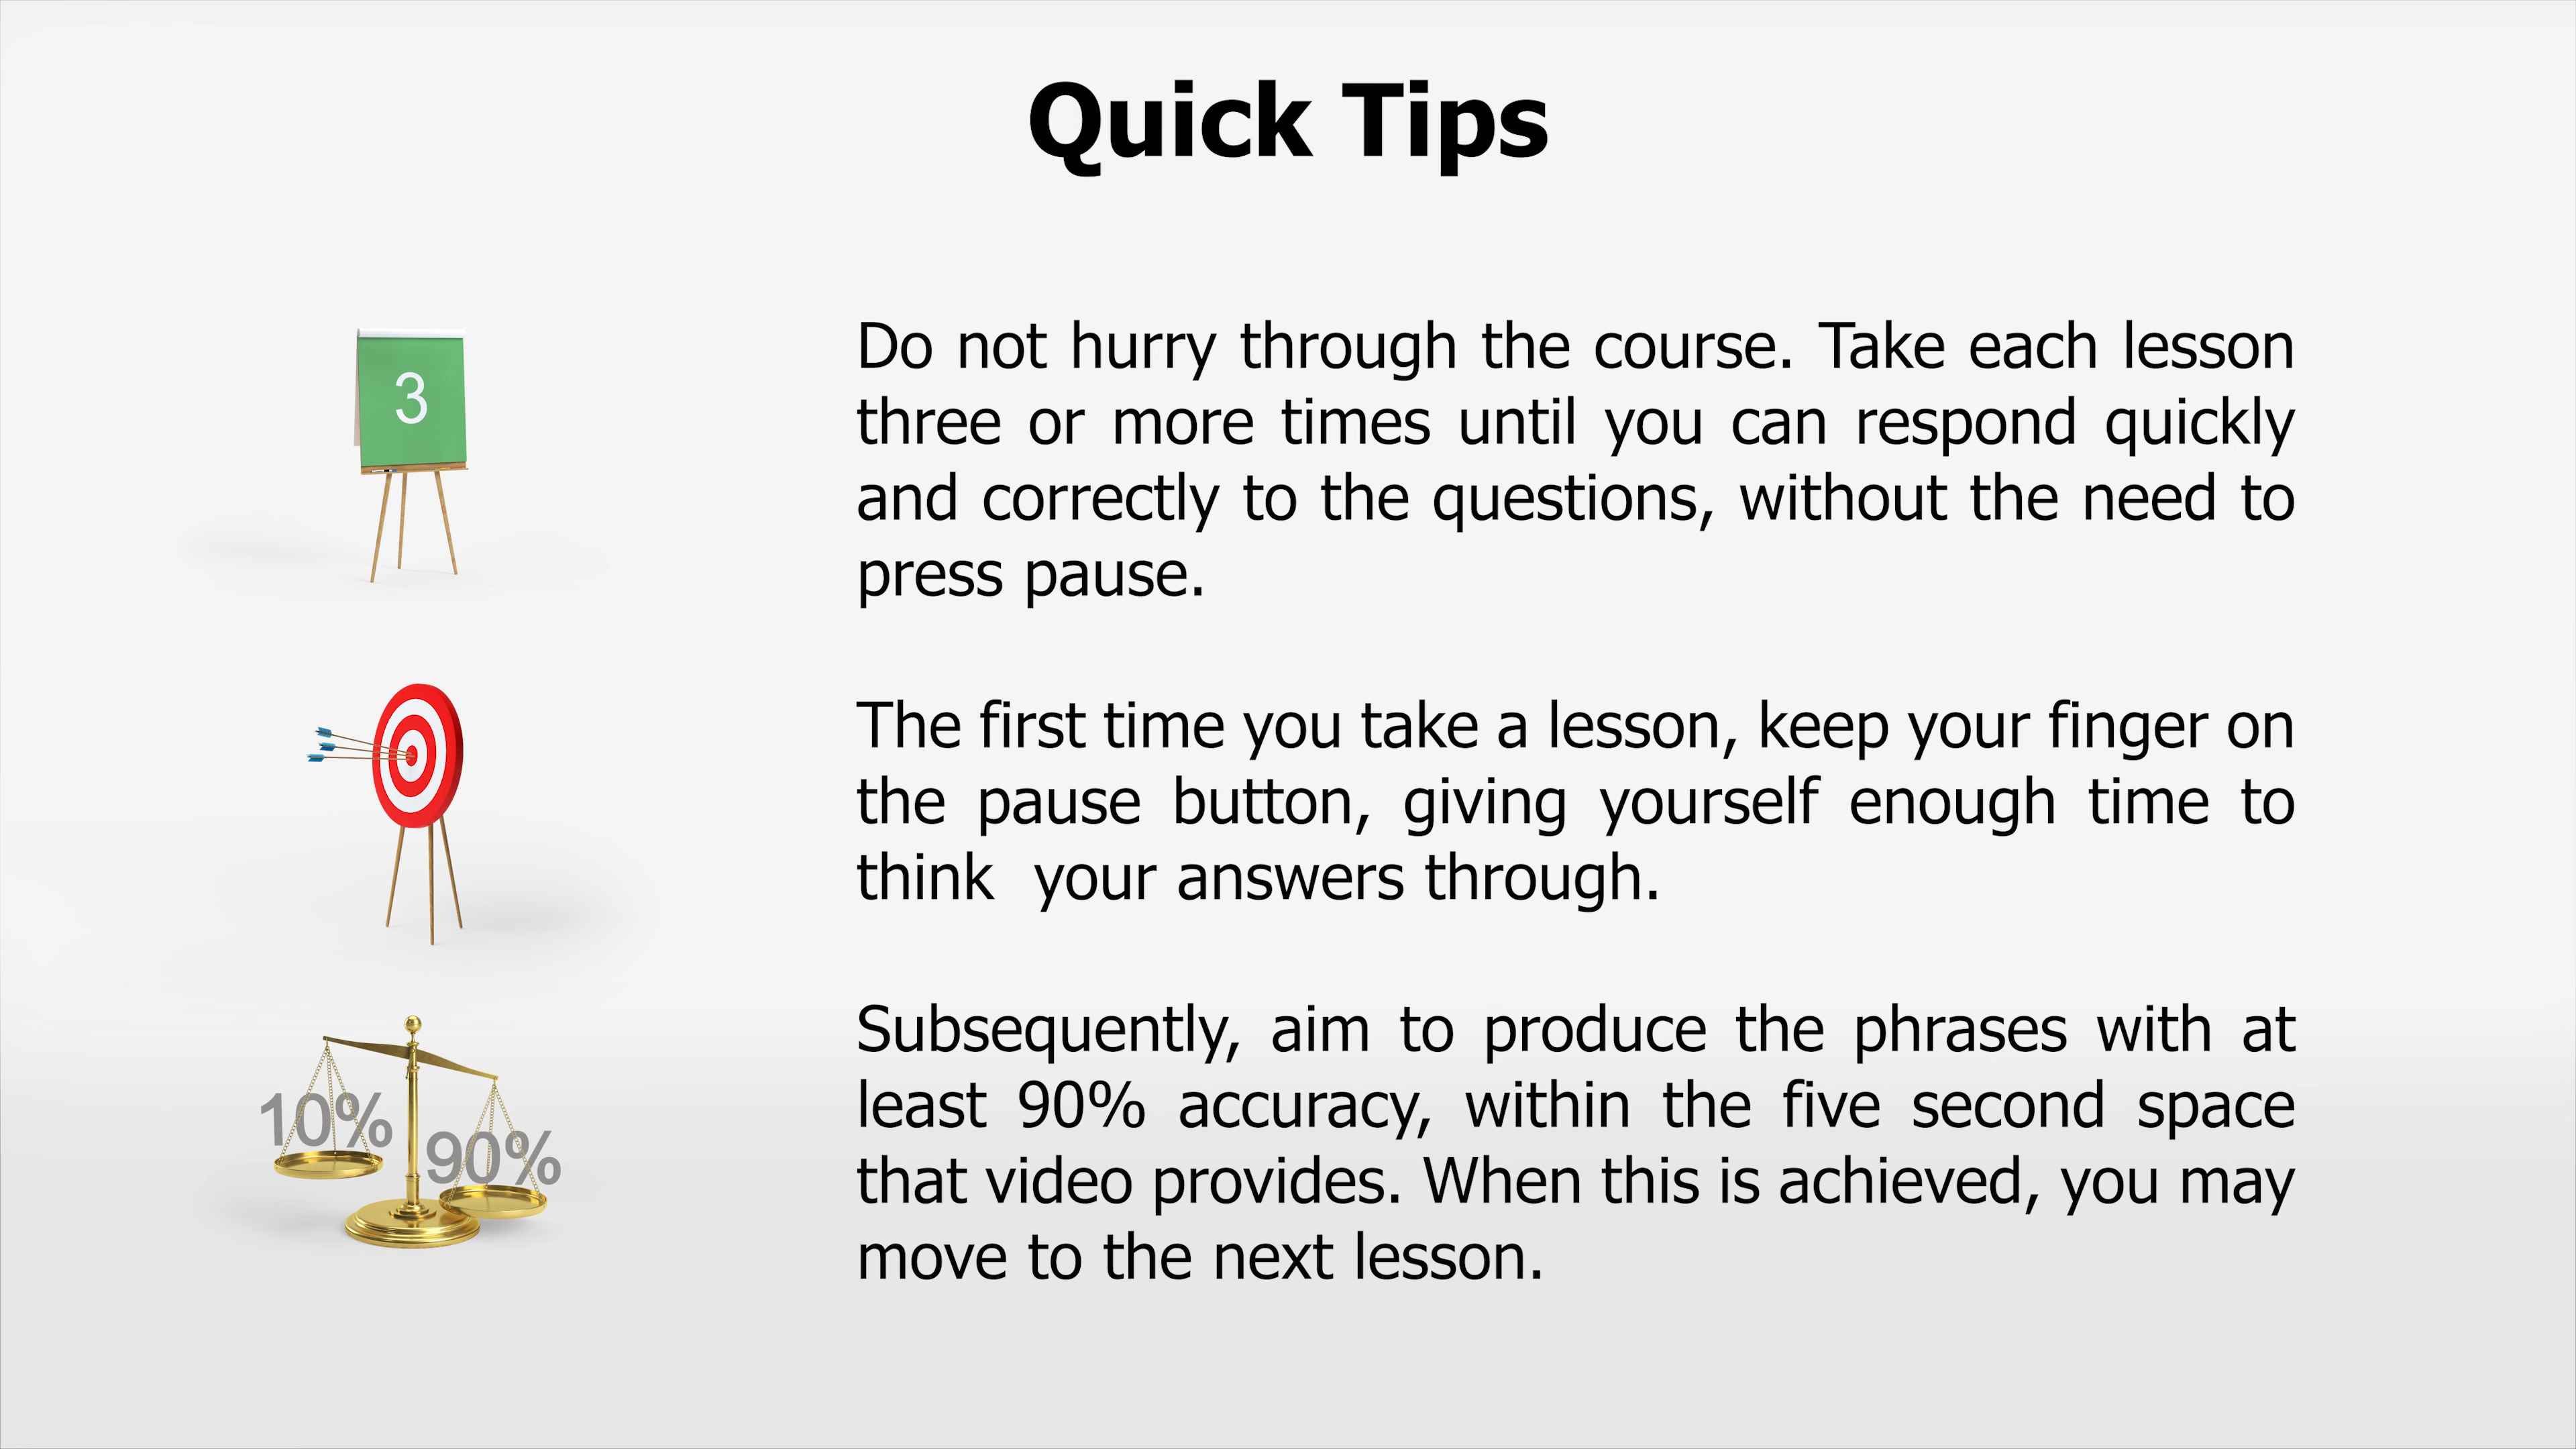 Quick Tips
3
Do not hurry through the course. Take each lesson
three or more times until you can respond quickly
and correctly to the questions, without the need to
press pause.
The first time you take a lesson, keep your finger on
the pause button, giving yourself enough time to
think  your answers through.
10%
90%
Subsequently, aim to produce the phrases with at
least 90% accuracy, within the five second space
that video provides. When this is achieved, you may
move to the next lesson.